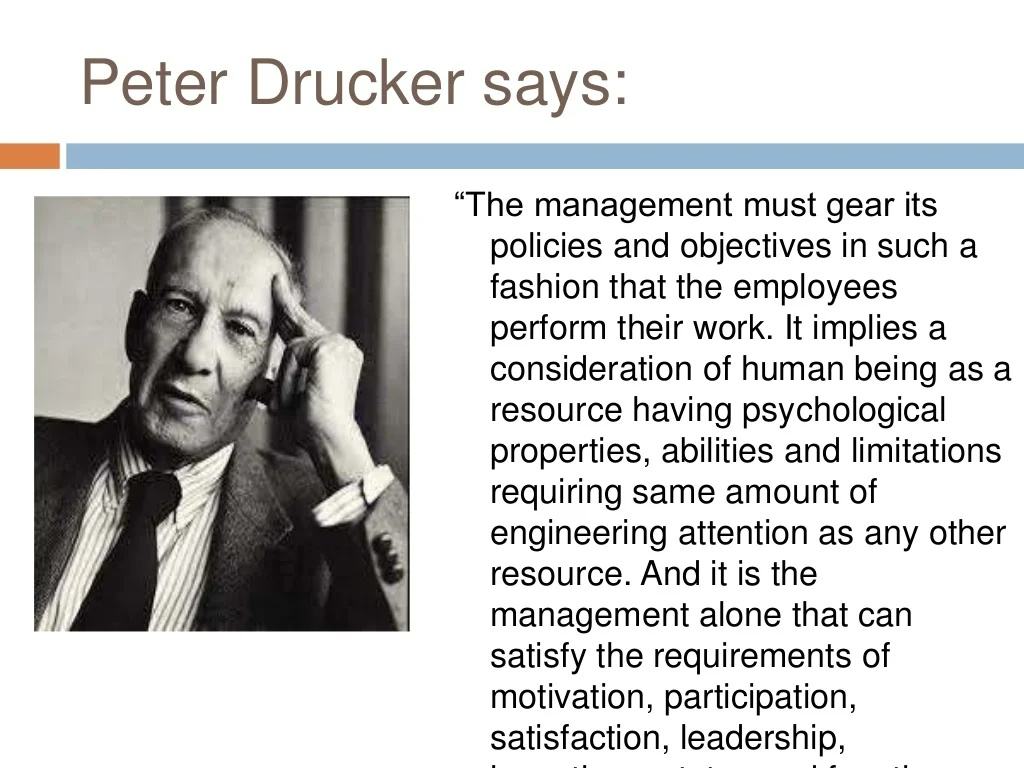 Peter Drucker says:
“The management must gear its
policies and objectives in such a
fashion that the employees
perform their work. It implies a
consideration of human being as a
resource having psychological
properties, abilities and limitations
requiring same amount of
engineering attention as any other
resource. And it is the
management alone that can
satisfy the requirements of
motivation, participation,
satisfaction, leadership,